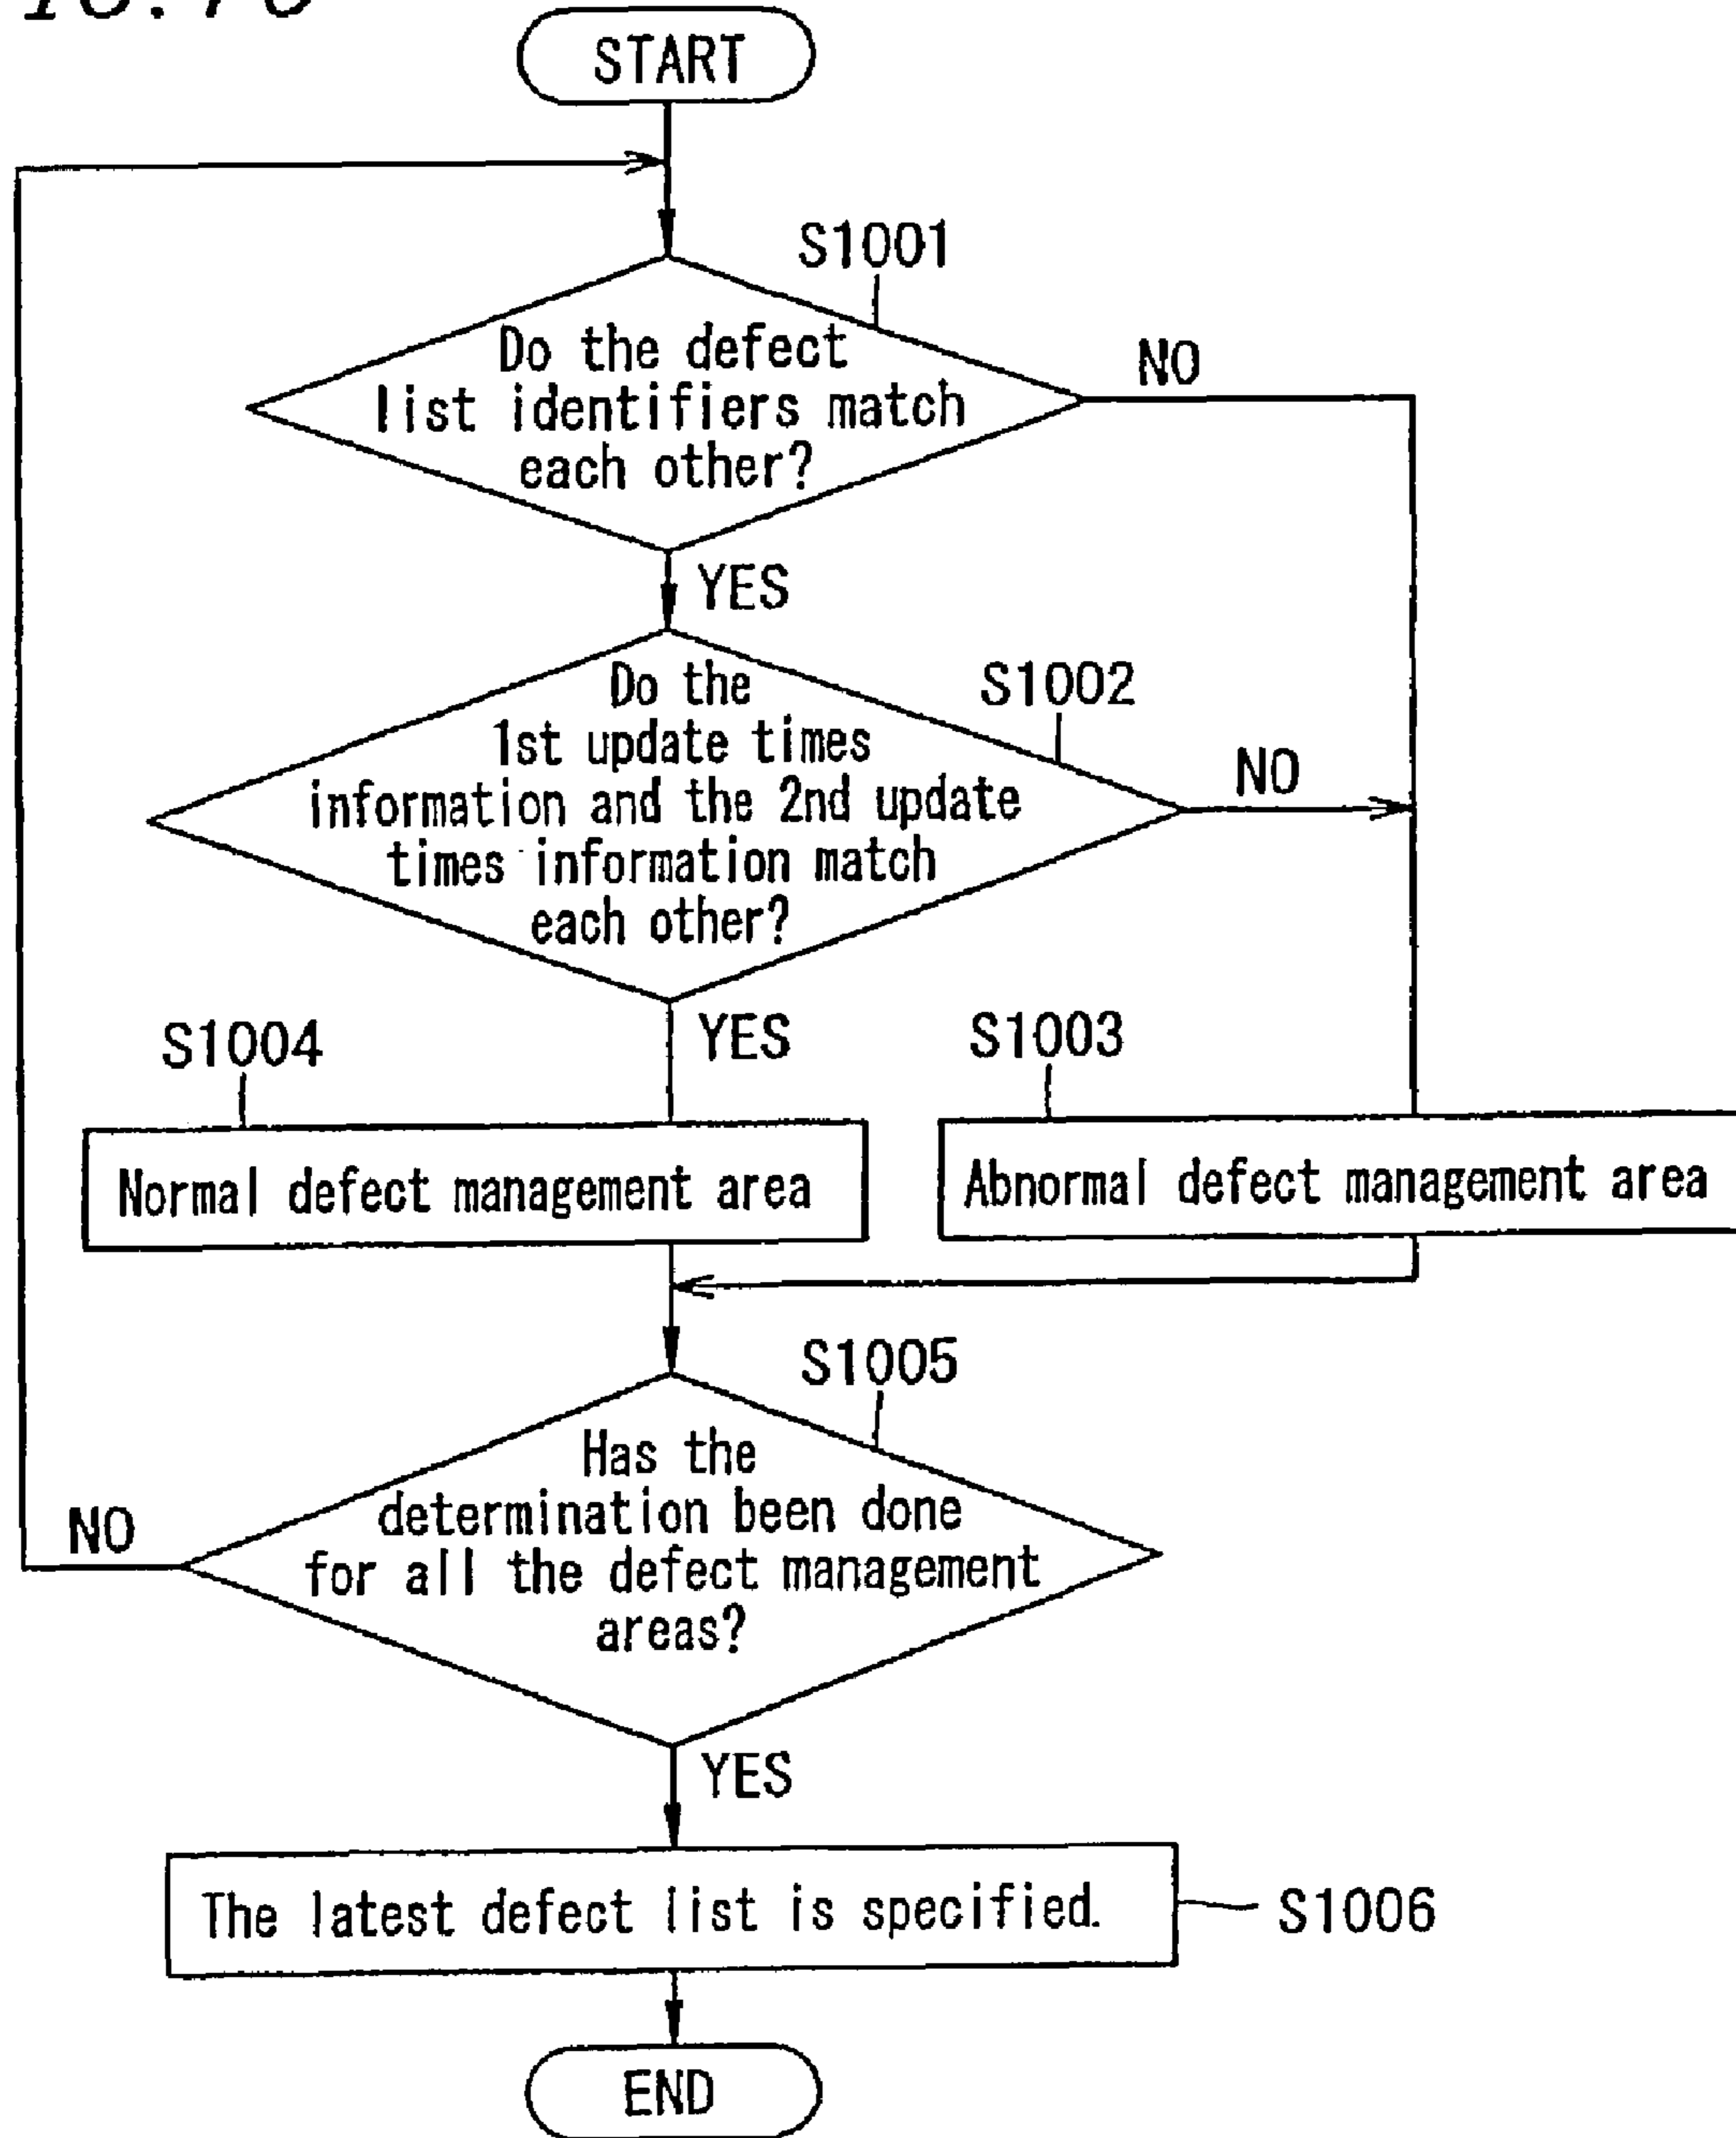 START
S1001
Do the defect
list identifiers match
each other?
NO
YES
S1002
Do the
1st update times
information and the 2nd update
times information match
each other?
NO
YES
S1004
S1003
Normal defect management area
Abnormal defect management area
S1005
Has the
determination been done
for all the defect management
areas?
NO
YES
The latest defect list is specified.
S1006
END